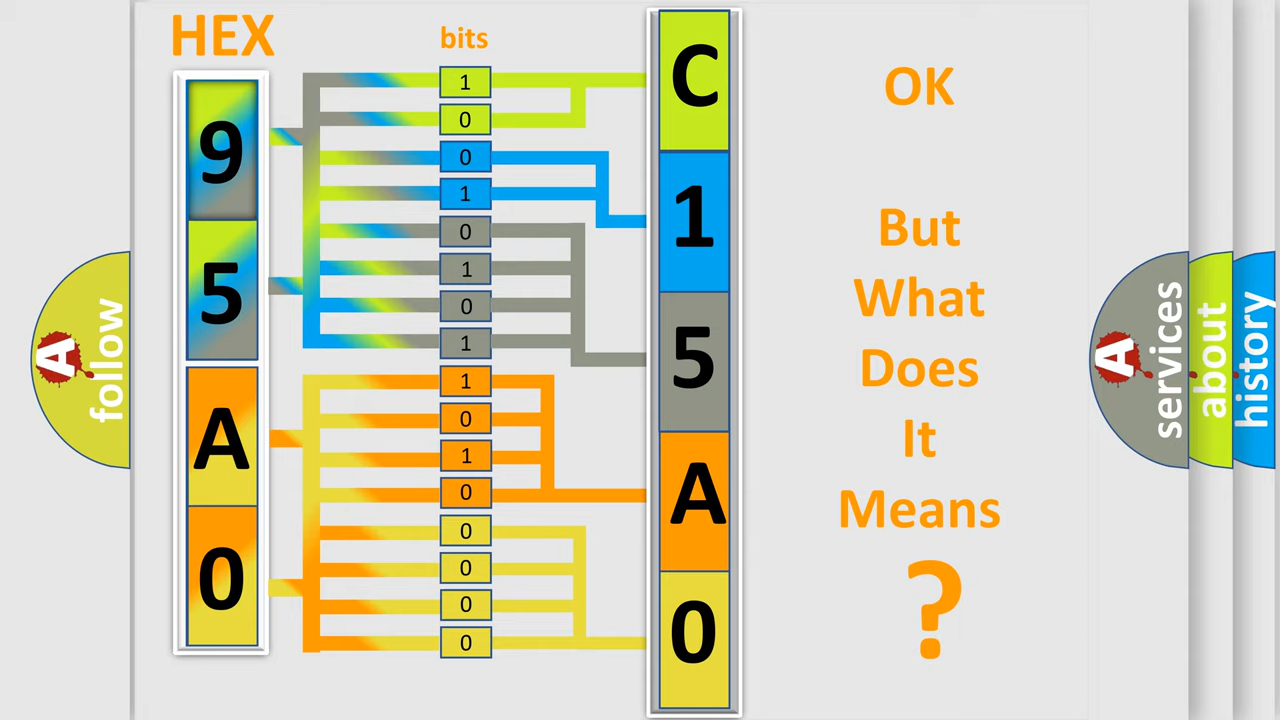 HEX
bits
9
5
A
0
1
0
0
1
0
1
0
1
1
0
1
0
0
0
0
0
C
1
5
A
0
OK
But
What
Does
It
Means
?
A
follow
A
services
about
history